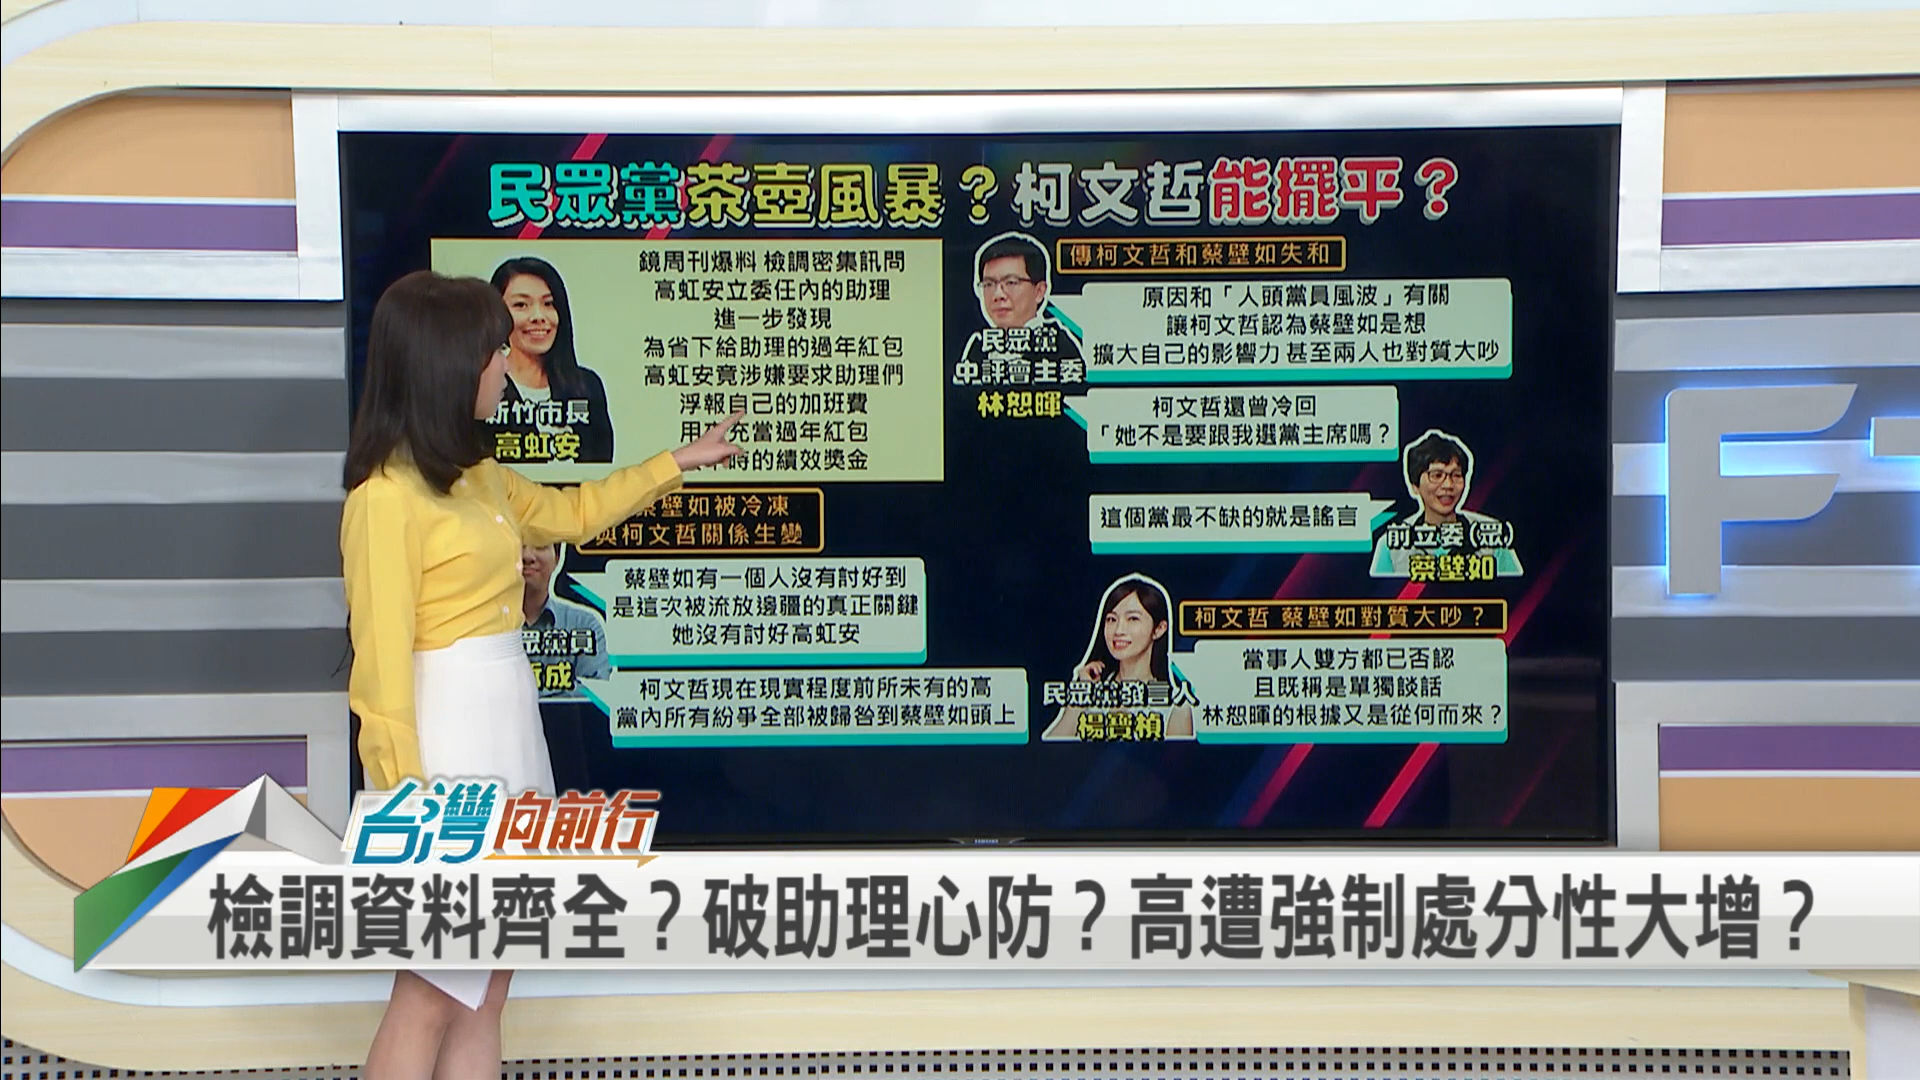 民眾黨茶壺風暴？柯文哲能擺平？
鏡周刊爆料 檢調密集訊問
高虹安立委任內的助理
進一步發現
為省下給助理的過年紅包
高虹安竟涉嫌要求助理們
浮報自己的加班費
用 充當過年紅包
時的績效獎金
新竹市長
高虹安
蔡壁如被冷凍
與柯文哲關係生變
蔡壁如有一個人沒有討好到
是這次被流放邊疆的真正關鍵
她沒有討好高虹安
眾黨員
成
柯文哲現在現實程度前所未有的高
黨內所有紛爭全部被歸咎到蔡壁如頭上
傳柯文哲和蔡壁如失和
原因和「人頭黨員風波」有關
讓柯文哲認為蔡壁如是想
擴大自己的影響力 甚至兩人也對質大吵
民眾黨
中評會主委
林恕暉
柯文哲還曾冷回
「她不是要跟我選黨主席嗎？
這個黨最不缺的就是謠言
前立委(眾)
蔡壁如
柯文哲 蔡壁如對質大吵？
當事人雙方都已否認
且既稱是單獨談話
林恕暉的根據又是從何而來？
民眾黨發言人
楊寶楨
F
台灣向前行
檢調資料齊全？破助理心防？高遭強制處分性大增？